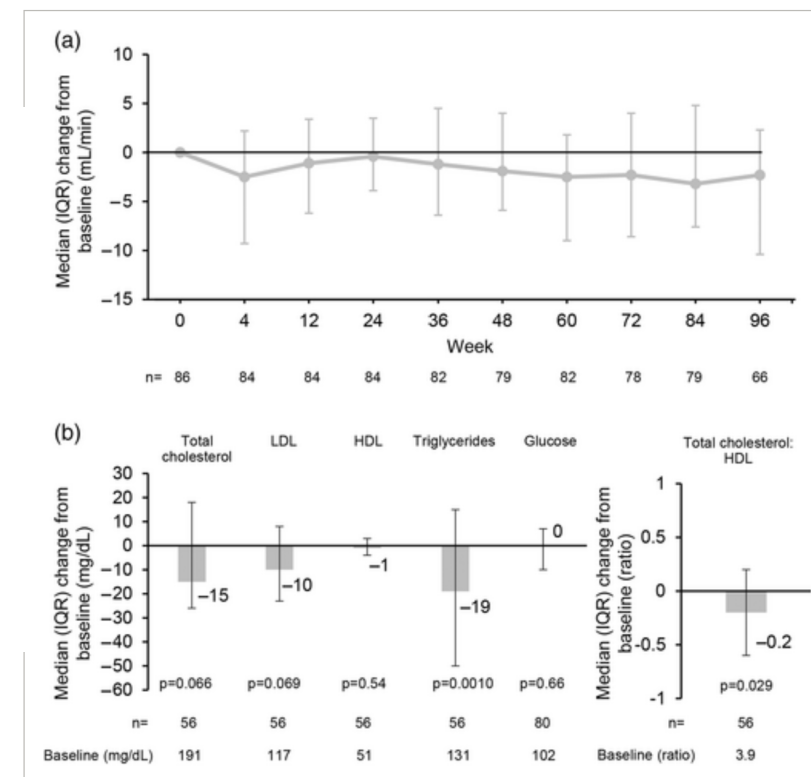 (a)
Median (IQR) change from
baseline (mL/min)
10
5
0
–5
–10
–15
0 4 12 24 36 48 60 72 84 96
Week
n= 86 84 84 84 82 79 82 78 79 66
(b)
Total
cholesterol
LDL
HDL
Triglycerides
Glucose
Median (IQR) change from
baseline (mg/dL)
30
20
10
0
–10
–20
–30
–40
–50
–60
–15
–10
–1
–19
0
p=0.066 p=0.069 p=0.54 p=0.0010 p=0.66
n= 56 56 56 56 80
Baseline (mg/dL) 191 117 51 131 102
Total cholesterol:
HDL
Median (IQR) change from
baseline (ratio)
1
0.5
0
-0.5
-1
–0.2
p=0.029
n= 56
Baseline (ratio) 3.9